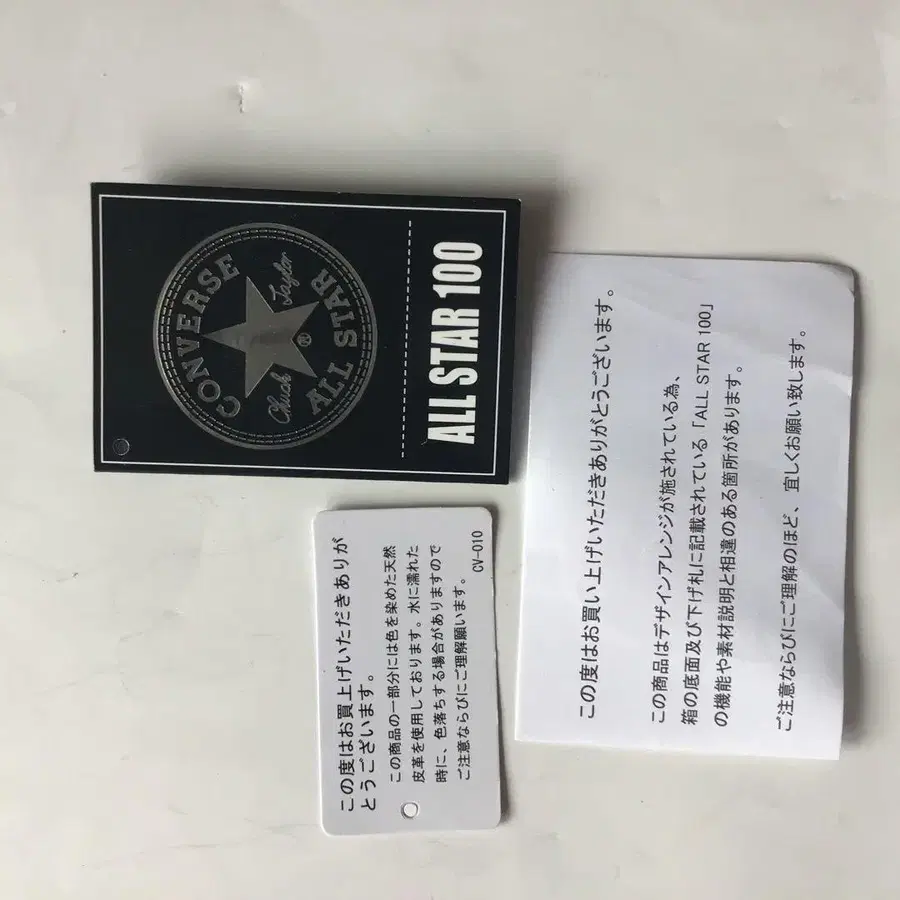 CONVERSE
Chuck Taylor
®
ALL STAR
ALL STAR 100
この度はお買上げいただきありが
とうございます。
この商品の一部分には色を染めた天然
皮革を使用しております。水に濡れた
時に、色落ちする場合がありますので
ご注意ならびにご理解願います。
CV-010
この度はお買い上げいただきありがとうございます。
この商品はデザインアレンジが施されている為、
箱の底面及び下げ札に記載されている「ALL STAR 100」
の機能や素材説明と相違のある箇所があります。
ご注意ならびにご理解のほど、宜しくお願い致します。